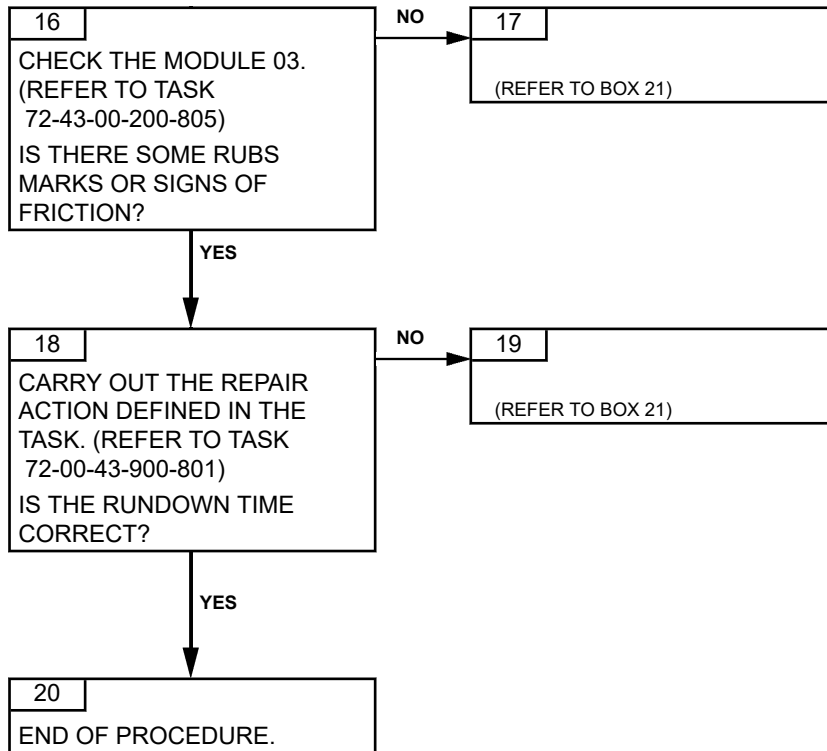 16
CHECK THE MODULE 03.
(REFER TO TASK
72-43-00-200-805)
IS THERE SOME RUBS
MARKS OR SIGNS OF
FRICTION?
NO
17
(REFER TO BOX 21)
YES
18
CARRY OUT THE REPAIR
ACTION DEFINED IN THE
TASK. (REFER TO TASK
72-00-43-900-801)
IS THE RUNDOWN TIME
CORRECT?
NO
19
(REFER TO BOX 21)
YES
20
END OF PROCEDURE.